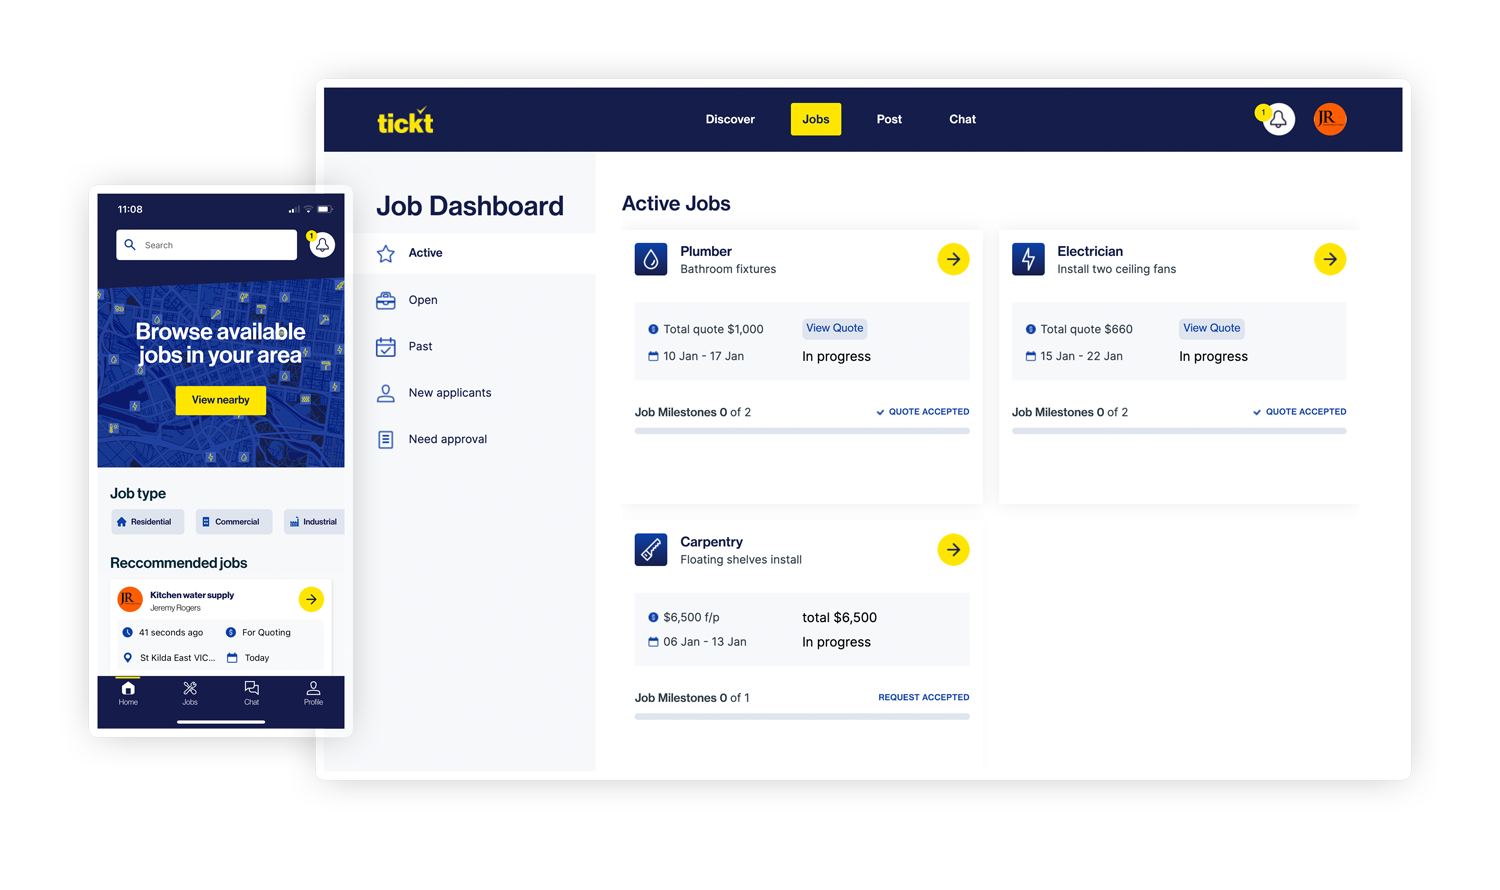 tickt
Discover
Jobs
Post
Chat
1
JR
Job Dashboard
Active
Open
Past
New applicants
Need approval
Active Jobs
Plumber
Bathroom fixtures
Total quote $1,000
View Quote
10 Jan - 17 Jan
In progress
Job Milestones 0 of 2
QUOTE ACCEPTED
Electrician
Install two ceiling fans
Total quote $660
View Quote
15 Jan - 22 Jan
In progress
Job Milestones 0 of 2
QUOTE ACCEPTED
Carpentry
Floating shelves install
$6,500 f/p
total $6,500
06 Jan - 13 Jan
In progress
Job Milestones 0 of 1
REQUEST ACCEPTED
11:08
Search
1
Browse available
jobs in your area
View nearby
Job type
Residential
Commercial
Industrial
Reccommended jobs
JR
Kitchen water supply
Jeremy Rogers
41 seconds ago
For Quoting
St Kilda East VIC...
Today
Home
Jobs
Chat
Profile